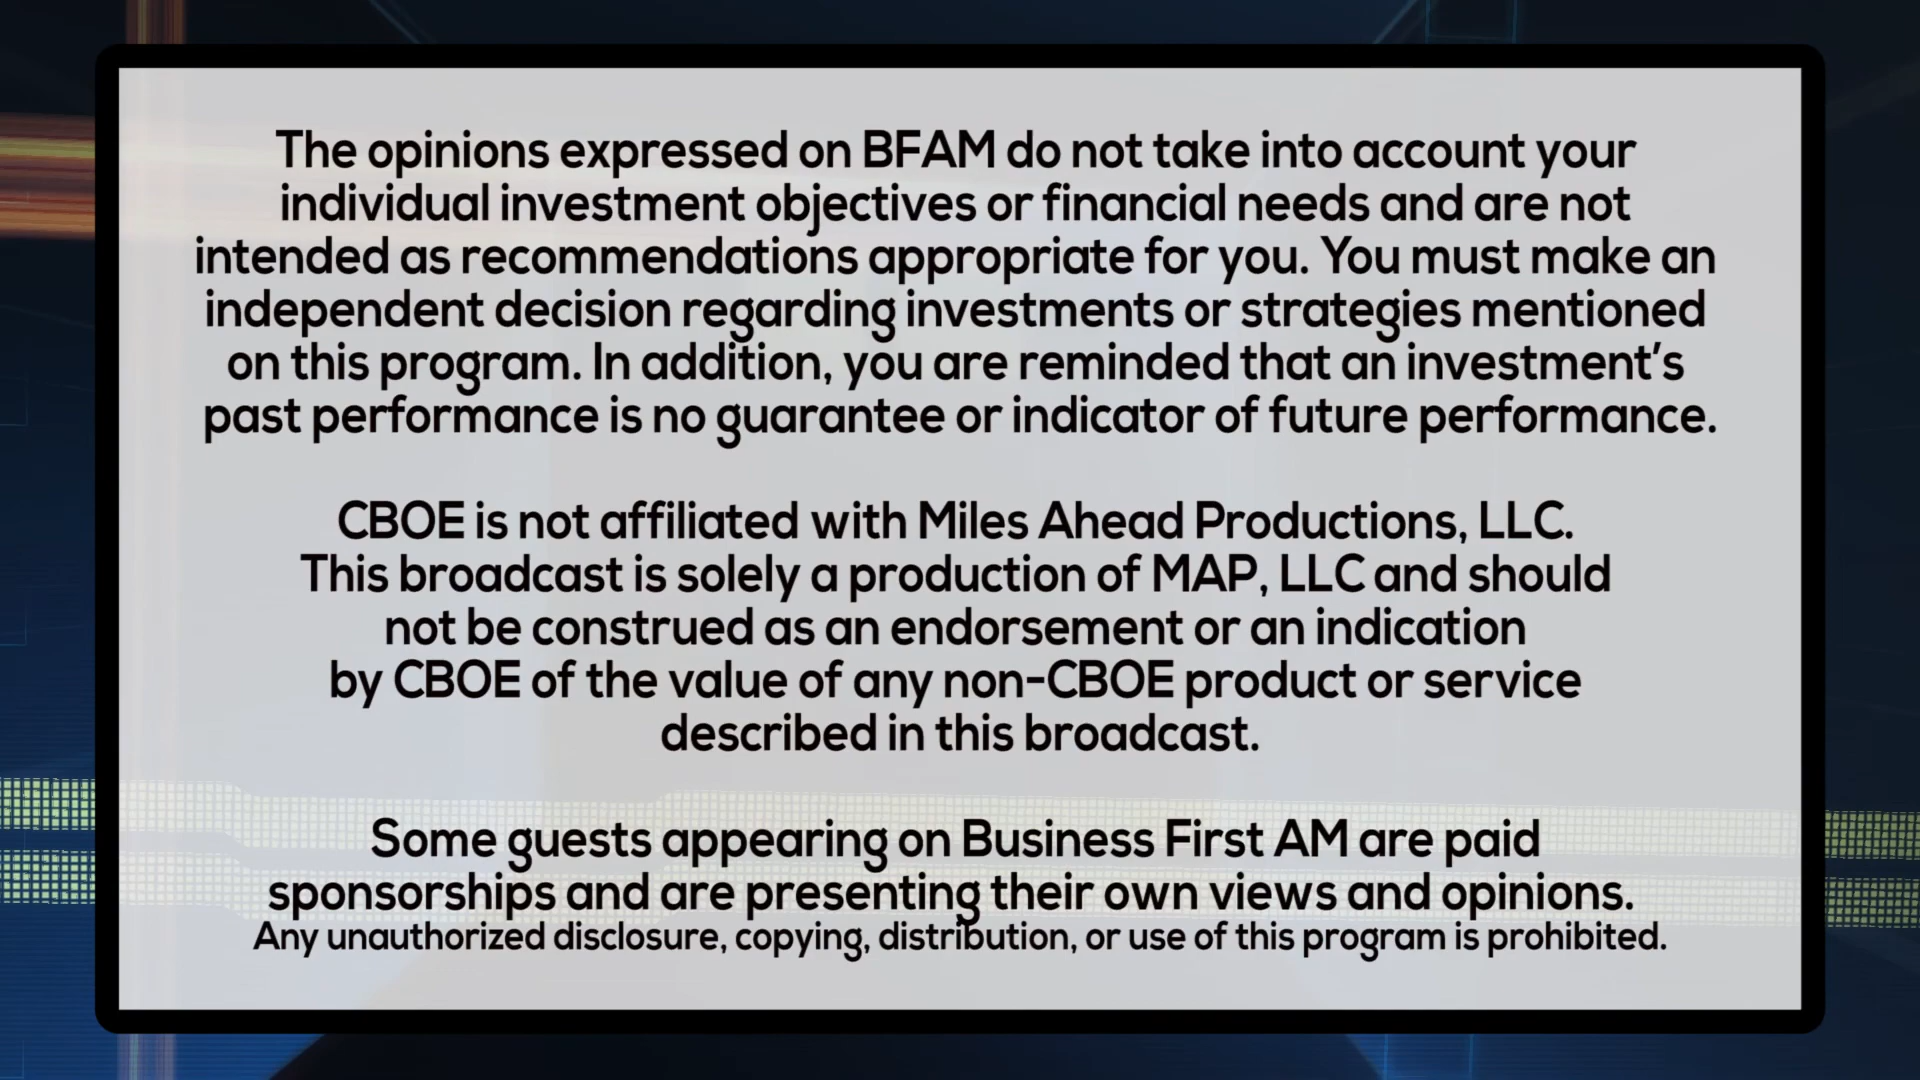 The opinions expressed on BFAM do not take into account your
individual investment objectives or financial needs and are not
intended as recommendations appropriate for you. You must make an
independent decision regarding investments or strategies mentioned
on this program. In addition, you are reminded that an investment's
past performance is no guarantee or indicator of future performance.
CBOE is not affiliated with Miles Ahead Productions, LLC.
This broadcast is solely a production of MAP, LLC and should
not be construed as an endorsement or an indication
by CBOE of the value of any non-CBOE product or service
described in this broadcast.
Some guests appearing on Business First AM are paid
sponsorships and are presenting their own views and opinions.
Any unauthorized disclosure, copying, distribution, or use of this program is prohibited.